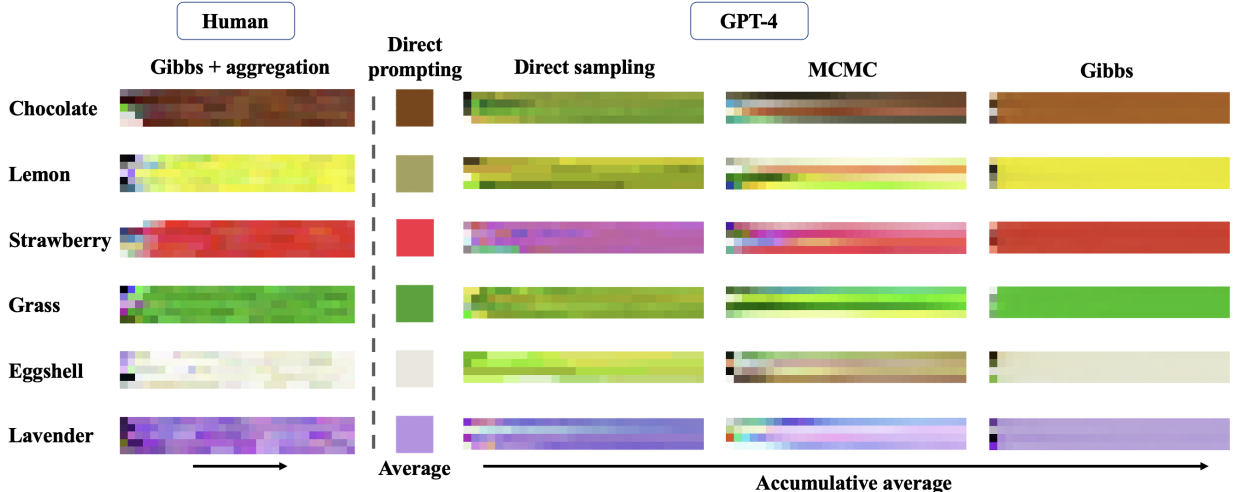 Human
GPT-4
Gibbs + aggregation
Direct
prompting
Direct sampling
MCMC
Gibbs
Chocolate
Lemon
Strawberry
Grass
Eggshell
Lavender
Average
Accumulative average